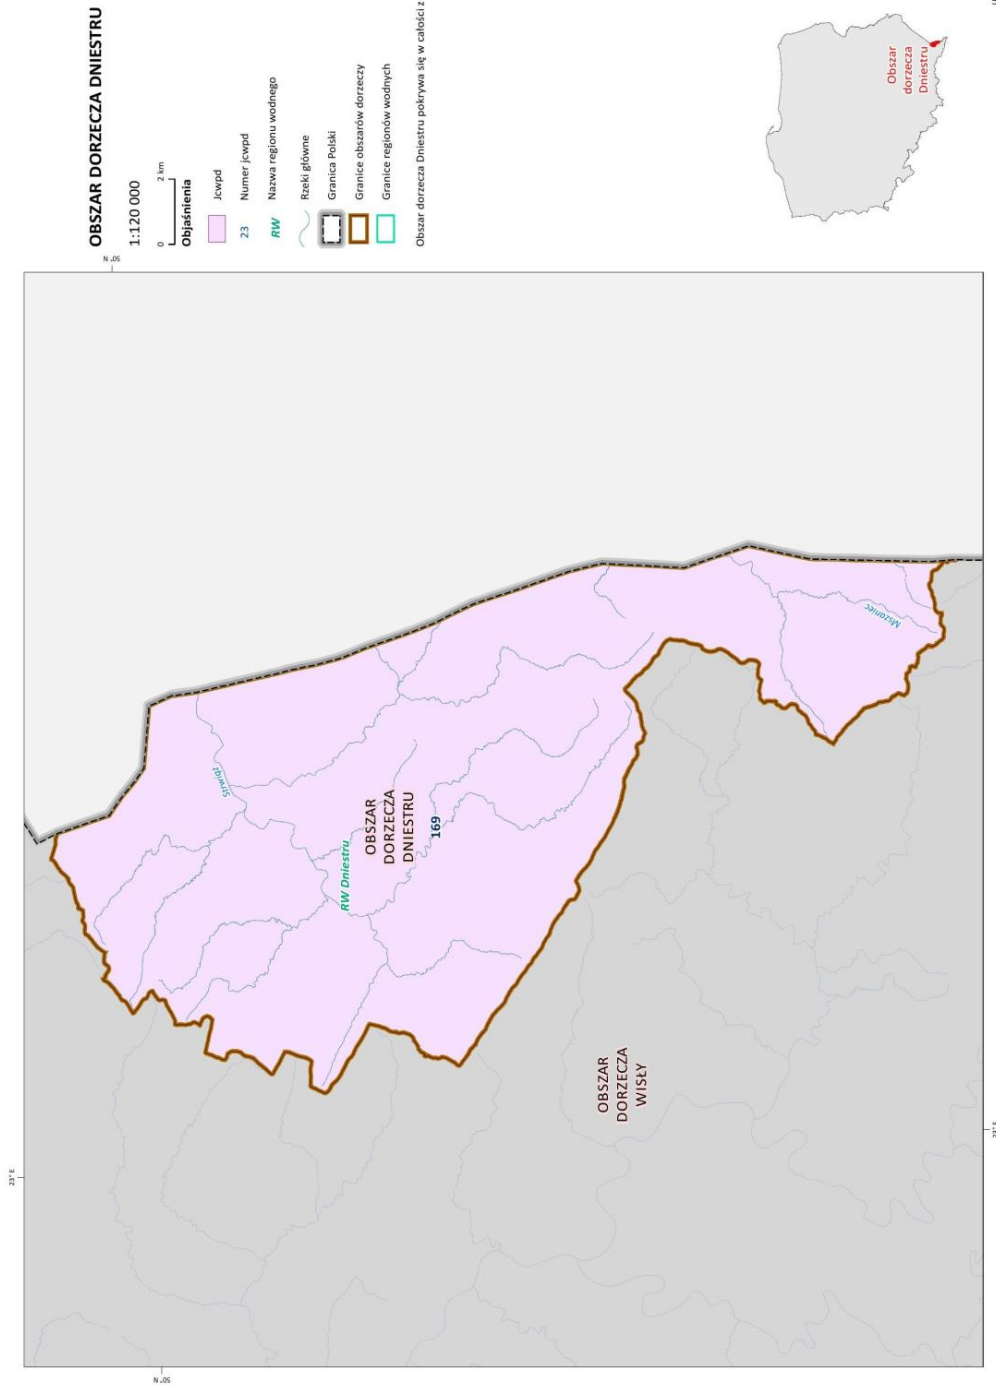 OBSZAR DORZECZA DNIESTRU
1:120 000
0 2 km
Objaśnienia
Jcwpd
23 Numer jcwpd
RW Nazwa regionu wodnego
Rzeki główne
Granica Polski
Granice obszarów dorzeczy
Granice regionów wodnych
Obszar dorzecza Dniestru pokrywa się w całości z
Obszar
dorzecza
Dniestru
23° E
Strwiąż
RW Dniestru
OBSZAR
DORZECZA
DNIESTRU
169
Mszaniec
OBSZAR
DORZECZA
WISŁY
23° E